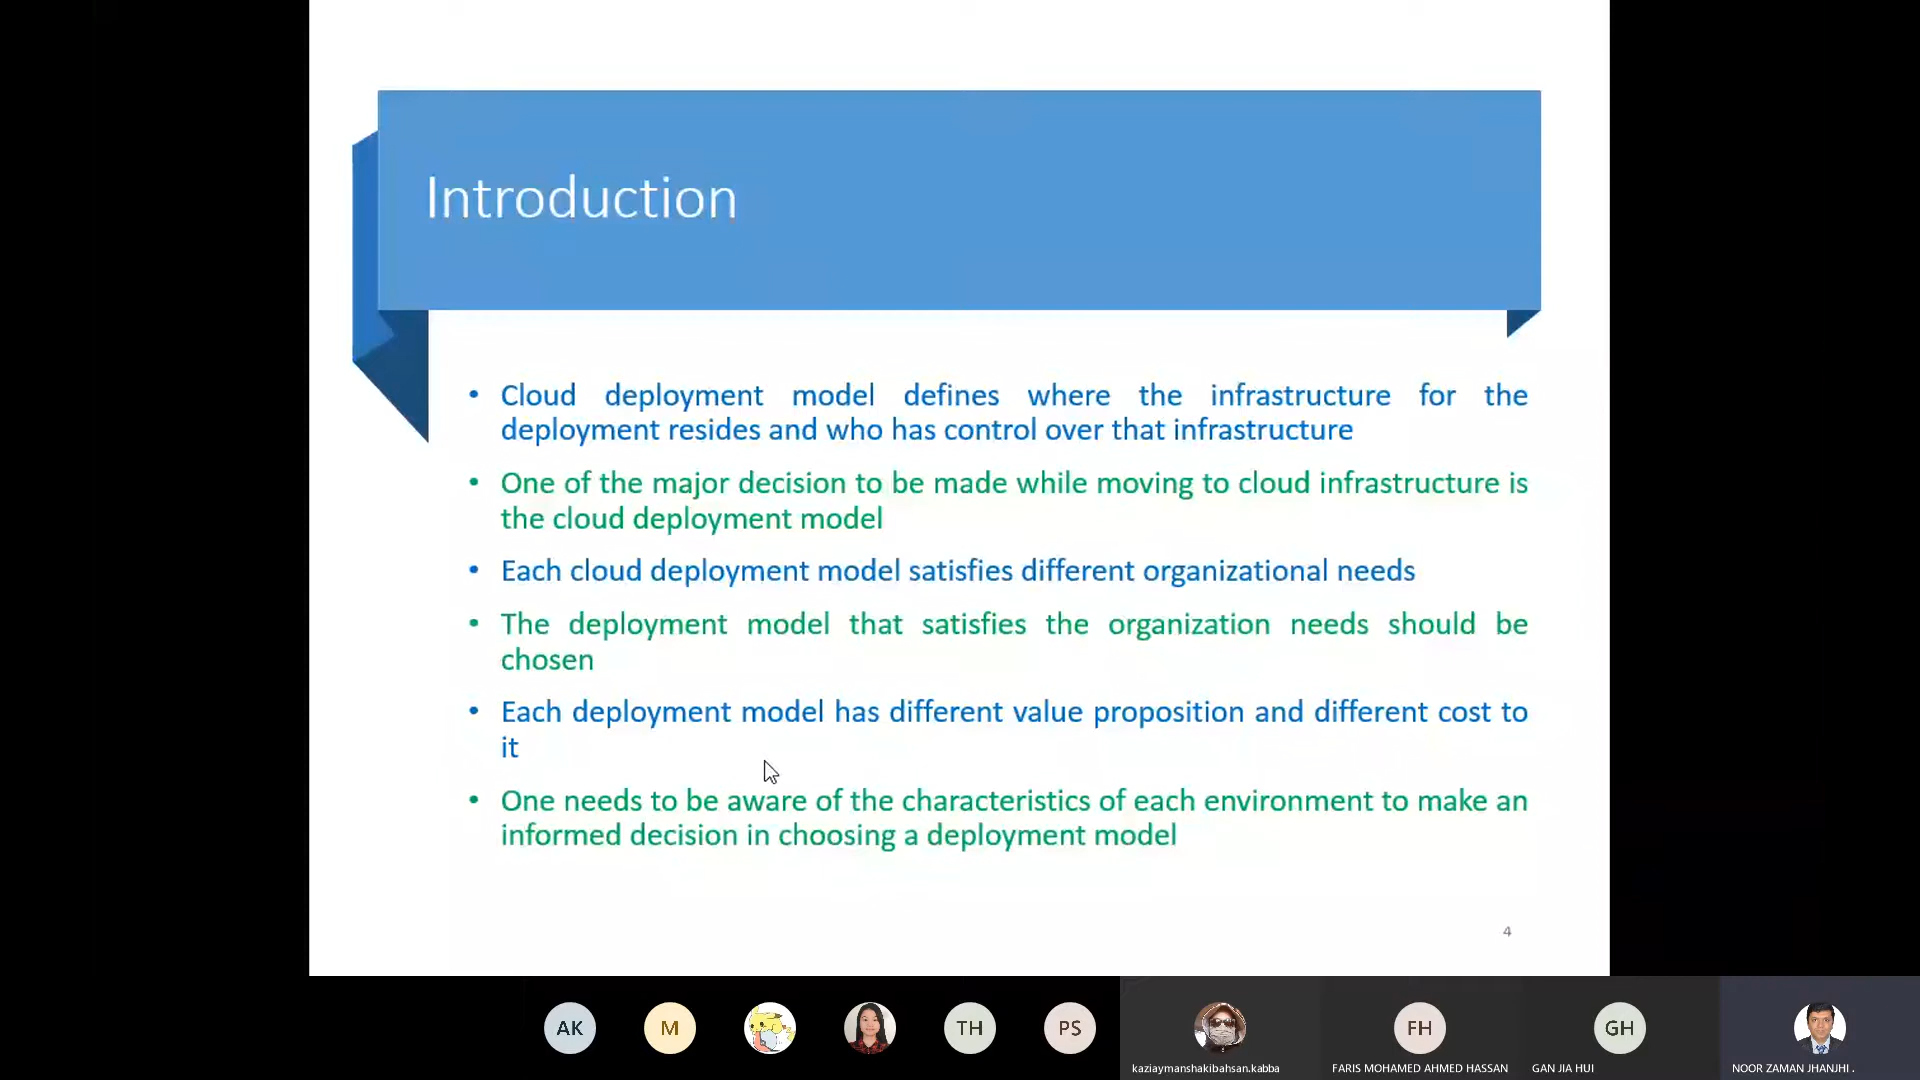 Introduction
• Cloud deployment model defines where the infrastructure for the
deployment resides and who has control over that infrastructure
• One of the major decision to be made while moving to cloud infrastructure is
the cloud deployment model
• Each cloud deployment model satisfies different organizational needs
• The deployment model that satisfies the organization needs should be
chosen
• Each deployment model has different value proposition and different cost to
it
• One needs to be aware of the characteristics of each environment to make an
informed decision in choosing a deployment model
4
AK
M
TH
PS
FH
GH
kaziaymanshakibahsan.kabba
FARIS MOHAMED AHMED HASSAN
GAN JIA HUI
NOOR ZAMAN JHANJHI .